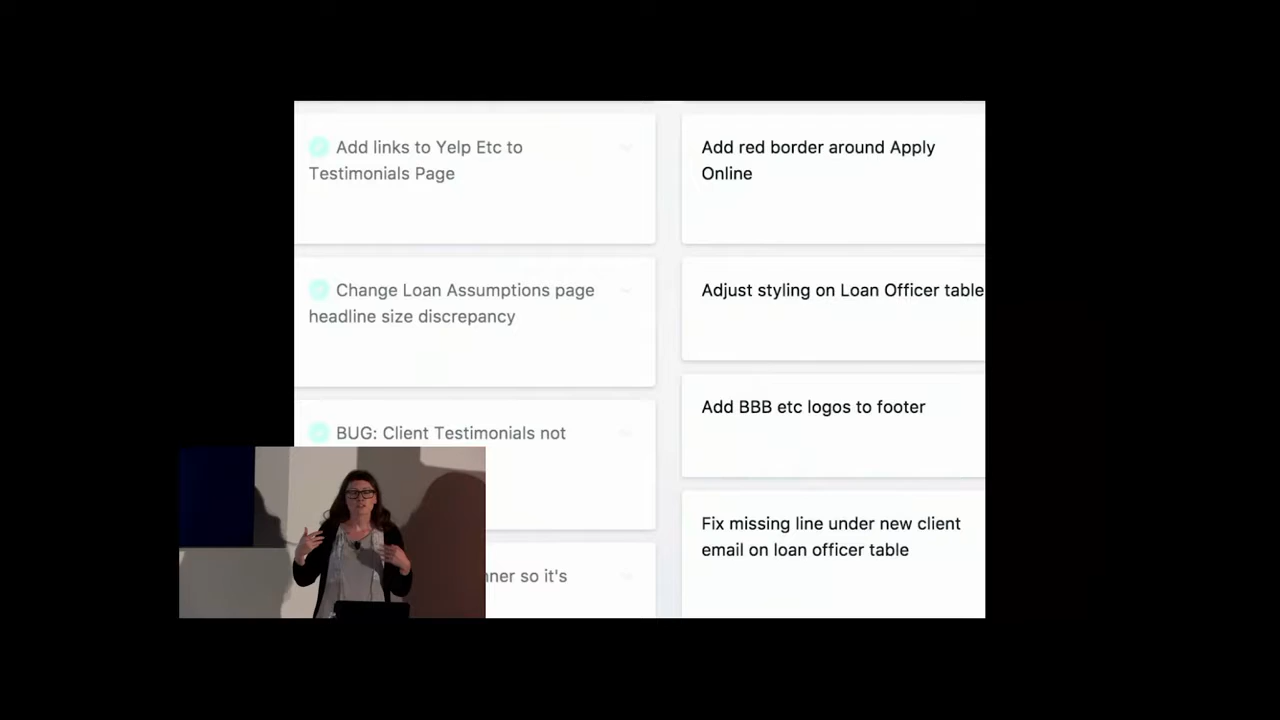 Add links to Yelp Etc to
Testimonials Page
Change Loan Assumptions page
headline size discrepancy
BUG: Client Testimonials not
so it's
Add red border around Apply
Online
Adjust styling on Loan Officer table
Add BBB etc logos to footer
Fix missing line under new client
email on loan officer table